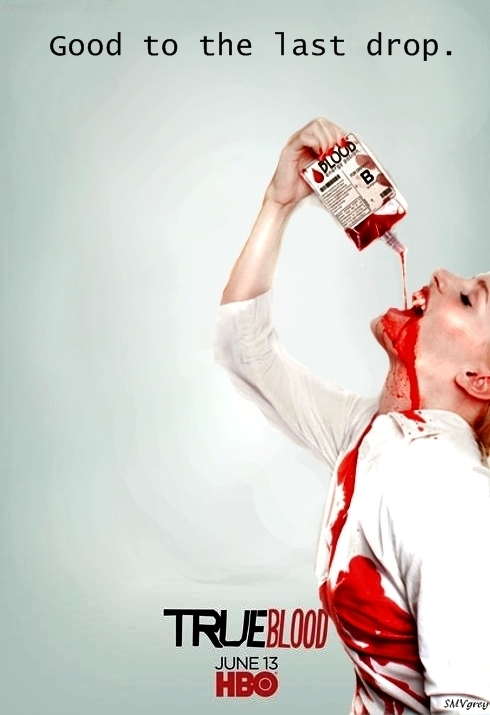 Good to the last drop.
BLOOD
B
TRUEBLOOD
JUNE 13
HBO
SMVgrey